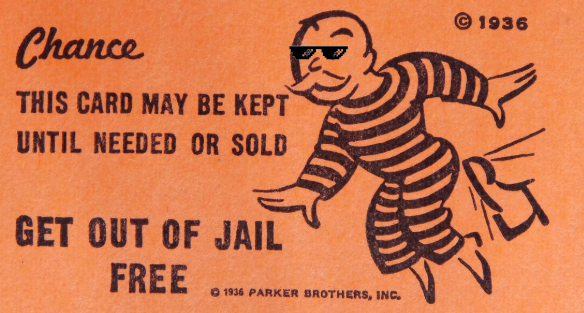 Chance
© 1936
THIS CARD MAY BE KEPT
UNTIL NEEDED OR SOLD
GET OUT OF JAIL
FREE
© 1936 PARKER BROTHERS, INC.